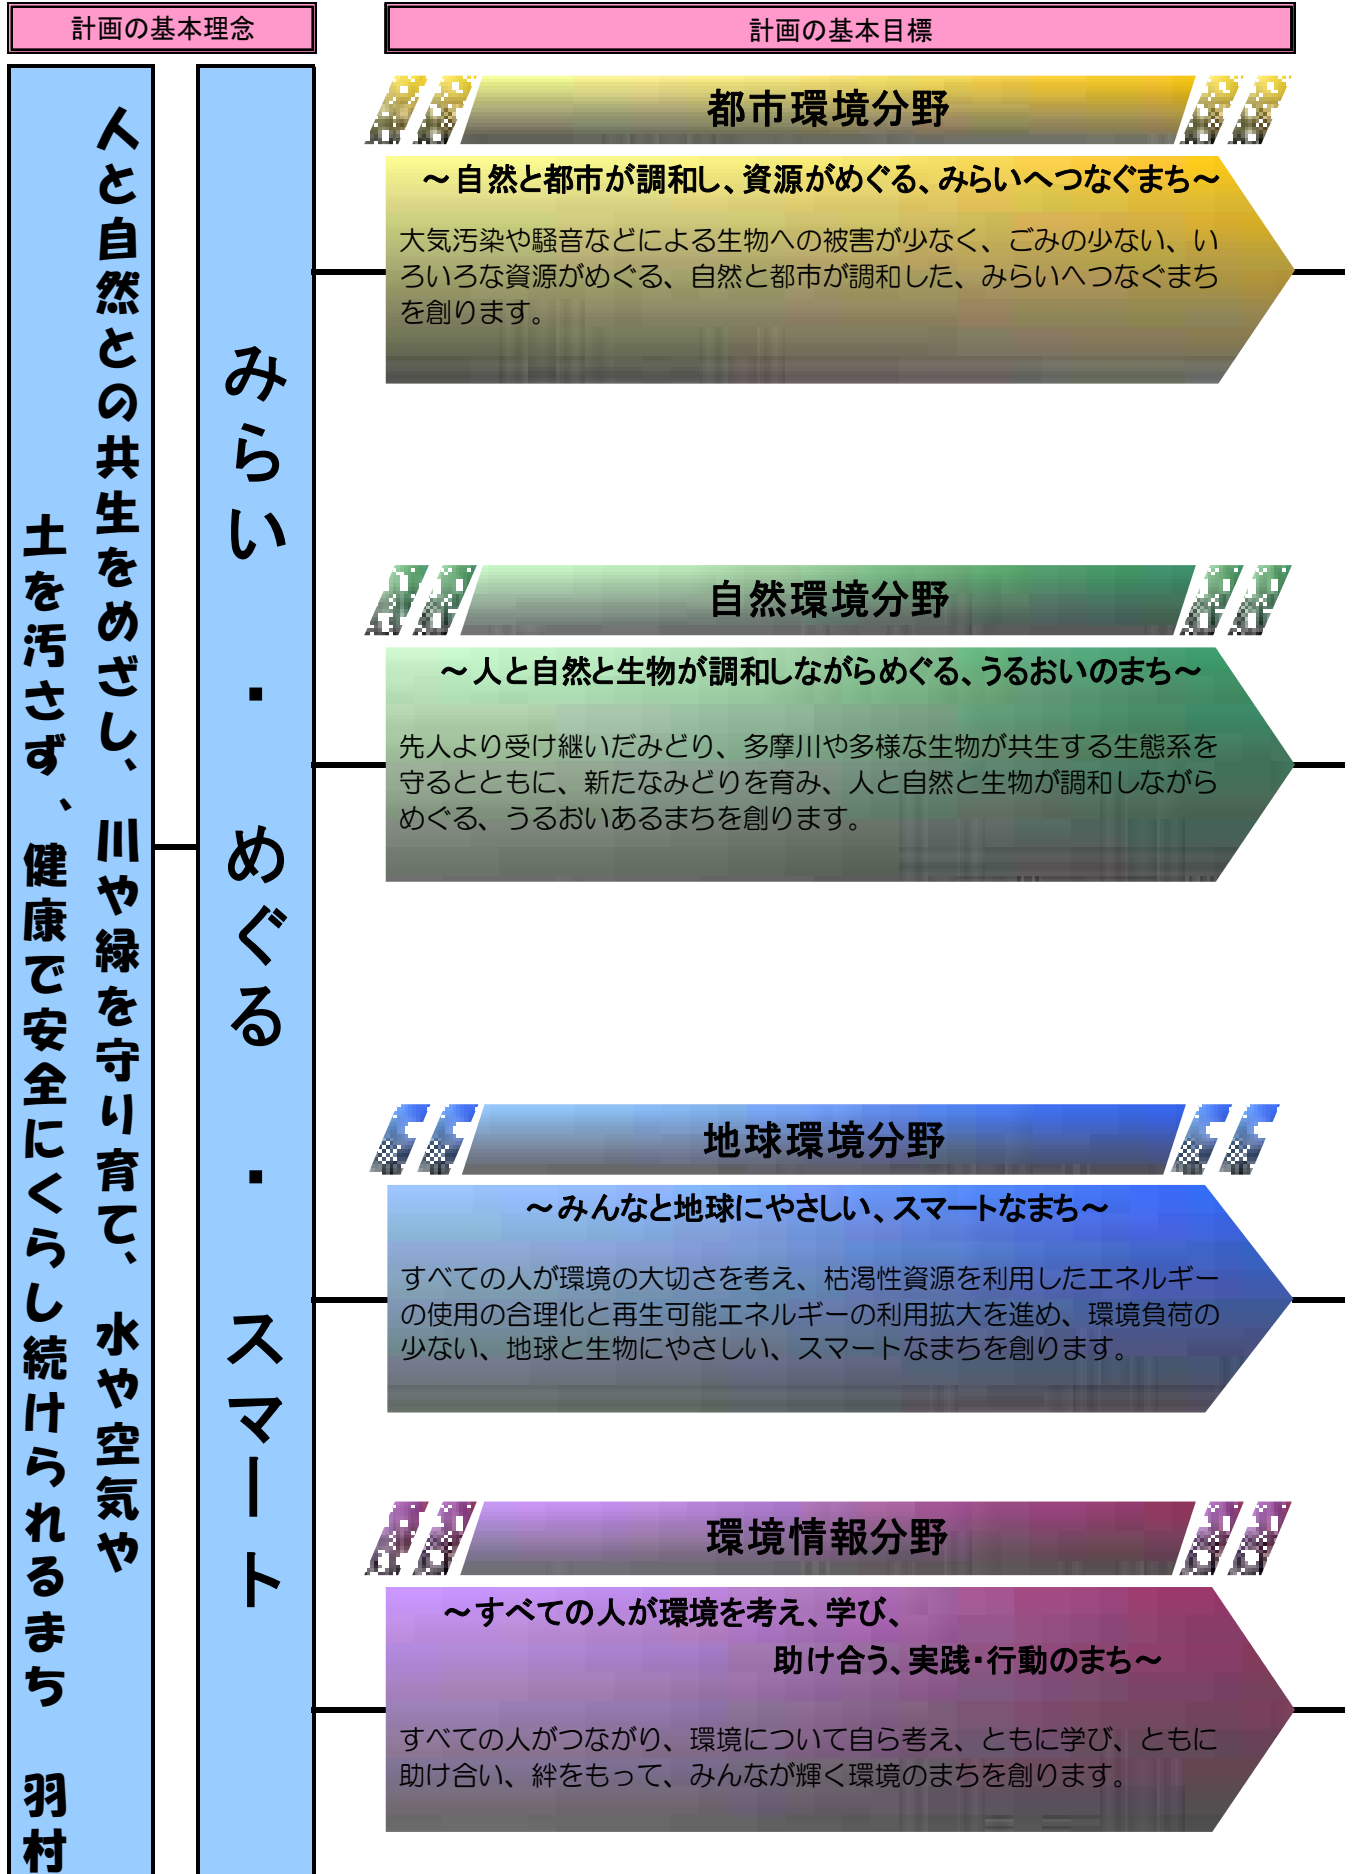 計画の基本理念
計画の基本目標
人と自然との共生をめざし、川や緑を守り育て、水や空気や
土を汚さず、健康で安全にくらし続けられるまち　羽村
みらい・めぐる・スマート
都市環境分野
～自然と都市が調和し、資源がめぐる、みらいへつなぐまち～
大気汚染や騒音などによる生物への被害が少なく、ごみの少ない、い
ろいろな資源がめぐる、自然と都市が調和した、みらいへつなぐまち
を創ります。
自然環境分野
～人と自然と生物が調和しながらめぐる、うるおいのまち～
先人より受け継いだみどり、多摩川や多様な生物が共生する生態系を
守るとともに、新たなみどりを育み、人と自然と生物が調和しながら
めぐる、うるおいあるまちを創ります。
地球環境分野
～みんなと地球にやさしい、スマートなまち～
すべての人が環境の大切さを考え、枯渇性資源を利用したエネルギー
の使用の合理化と再生可能エネルギーの利用拡大を進め、環境負荷の
少ない、地球と生物にやさしい、スマートなまちを創ります。
環境情報分野
～すべての人が環境を考え、学び、
助け合う、実践・行動のまち～
すべての人がつながり、環境について自ら考え、ともに学び、ともに
助け合い、絆をもって、みんなが輝く環境のまちを創ります。